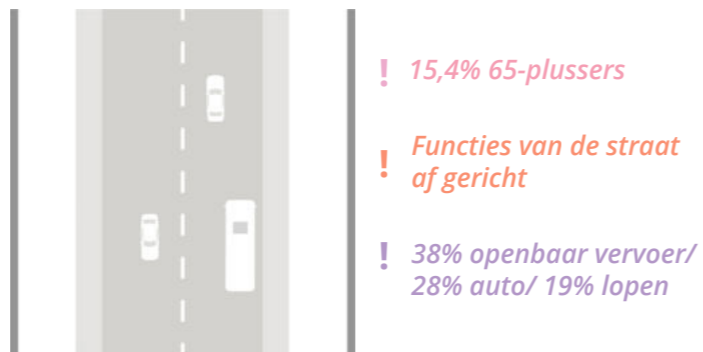 ! 15,4% 65-plussers
! Functies van de straat
af gericht
! 38% openbaar vervoer/
28% auto/ 19% lopen